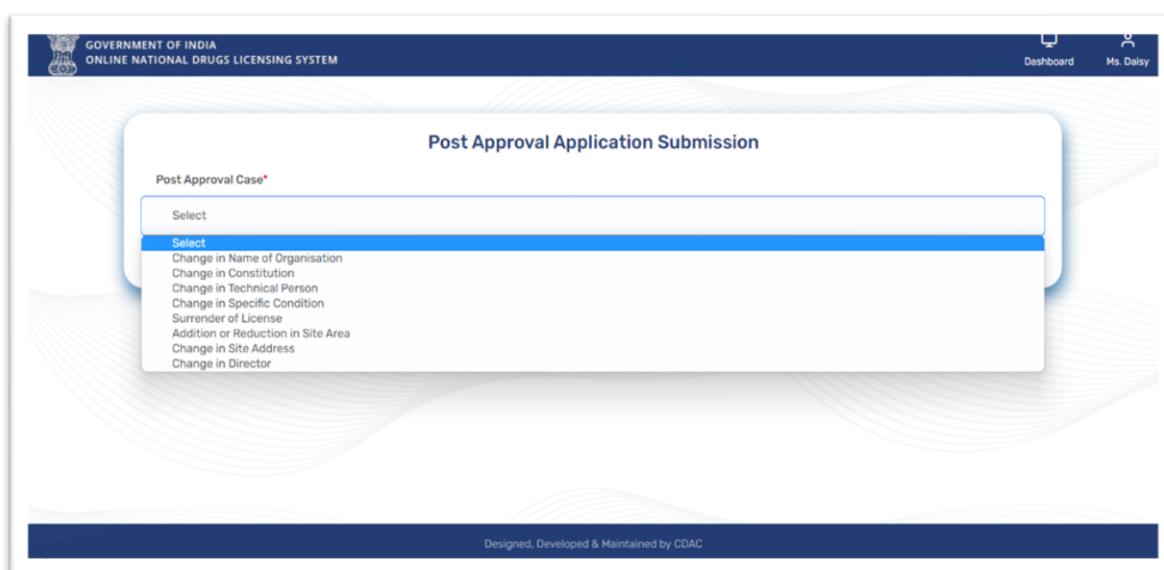 GOVERNMENT OF INDIA
ONLINE NATIONAL DRUGS LICENSING SYSTEM
Dashboard
Ms. Daisy
Post Approval Application Submission
Post Approval Case*
Select
Select
Change in Name of Organisation
Change in Constitution
Change in Technical Person
Change in Specific Condition
Surrender of License
Addition or Reduction in Site Area
Change in Site Address
Change in Director
Designed, Developed & Maintained by CDAC